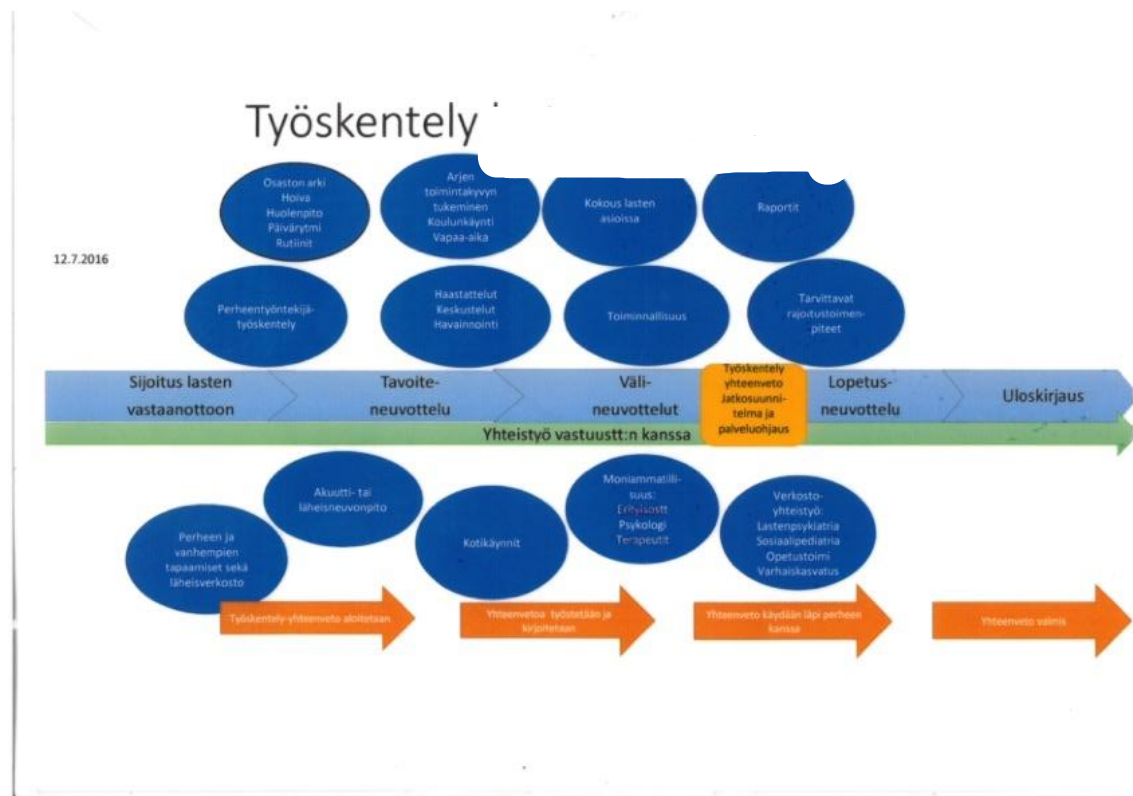 Työskentely
Osaston arki
Hoiva
Huolenpito
Päivärytmi
Rutiinit
Arjen
toimintakyvyn
tukeminen
Koulunkäynti
Vapaa-aika
Kokous lasten
asioissa
Raportit
12.7.2016
Perheentyöntekijä-
työskentely
Haastattelut
Keskustelut
Havainnointi
Toiminnallisuus
Tarvittavat
rajoitustoimen-
piteet
Sijoitus lasten
vastaanottoon
Tavoite-
neuvottelu
Väli-
neuvottelut
Työskentely
yhteenveto
Jatkosuunni-
telma ja
palveluohjaus
Lopetus-
neuvottelu
Uloskirjaus
Yhteistyö vastuustt:n kanssa
Perheen ja
vanhempien
tapaamiset sekä
läheisverkosto
Akuutti- tai
läheisneuvonpito
Kotikäynnit
Moniammatilli-
suus:
Erityisostt
Psykologi
Terapeutit
Verkosto-
yhteistyö:
Lastenpsykiatria
Sosiaalipediatria
Opetustoimi
Varhaiskasvatus
Työskentely-yhteenveto aloitetaan
Yhteenvetoa työstetään ja
kirjoitetaan
Yhteenveto käydään läpi perheen
kanssa
Yhteenveto valmis